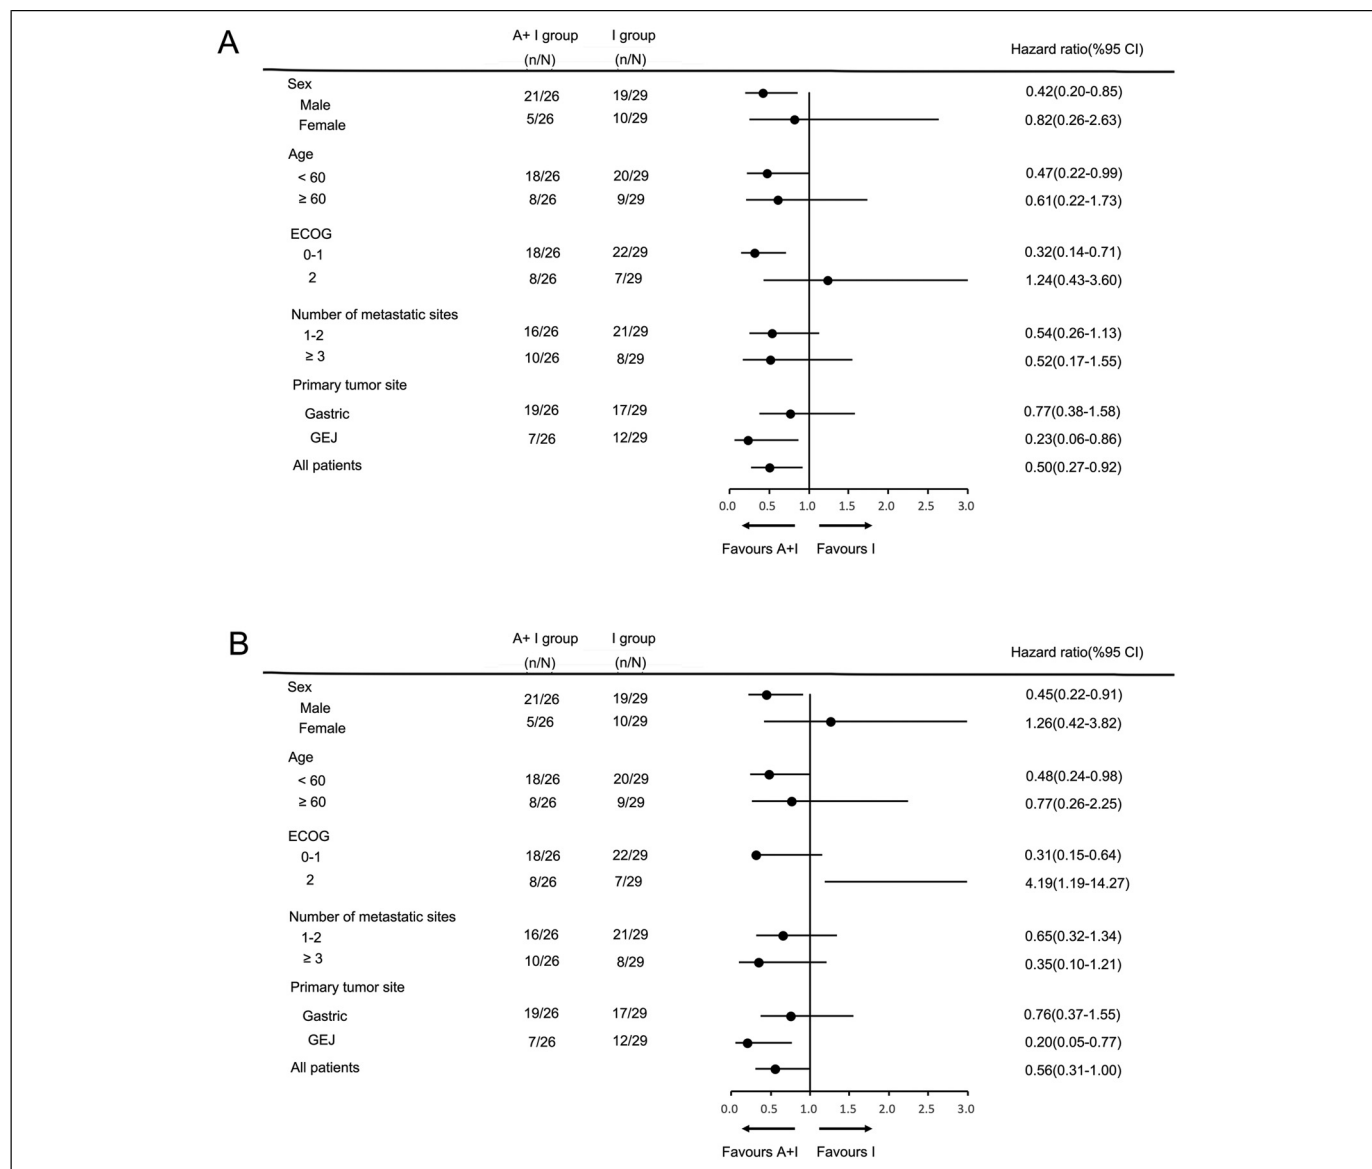 A
A+ I group I group
(n/N) (n/N) Hazard ratio(%95 CI)
Sex
Male 21/26 19/29 0.42(0.20-0.85)
Female 5/26 10/29 0.82(0.26-2.63)
Age
< 60 18/26 20/29 0.47(0.22-0.99)
≥ 60 8/26 9/29 0.61(0.22-1.73)
ECOG
0-1 18/26 22/29 0.32(0.14-0.71)
2 8/26 7/29 1.24(0.43-3.60)
Number of metastatic sites
1-2 16/26 21/29 0.54(0.26-1.13)
≥ 3 10/26 8/29 0.52(0.17-1.55)
Primary tumor site
Gastric 19/26 17/29 0.77(0.38-1.58)
GEJ 7/26 12/29 0.23(0.06-0.86)
All patients 0.50(0.27-0.92)
0.0 0.5 1.0 1.5 2.0 2.5 3.0
Favours A+I Favours I
B
A+ I group I group
(n/N) (n/N) Hazard ratio(%95 CI)
Sex
Male 21/26 19/29 0.45(0.22-0.91)
Female 5/26 10/29 1.26(0.42-3.82)
Age
< 60 18/26 20/29 0.48(0.24-0.98)
≥ 60 8/26 9/29 0.77(0.26-2.25)
ECOG
0-1 18/26 22/29 0.31(0.15-0.64)
2 8/26 7/29 4.19(1.19-14.27)
Number of metastatic sites
1-2 16/26 21/29 0.65(0.32-1.34)
≥ 3 10/26 8/29 0.35(0.10-1.21)
Primary tumor site
Gastric 19/26 17/29 0.76(0.37-1.55)
GEJ 7/26 12/29 0.20(0.05-0.77)
All patients 0.56(0.31-1.00)
0.0 0.5 1.0 1.5 2.0 2.5 3.0
Favours A+I Favours I